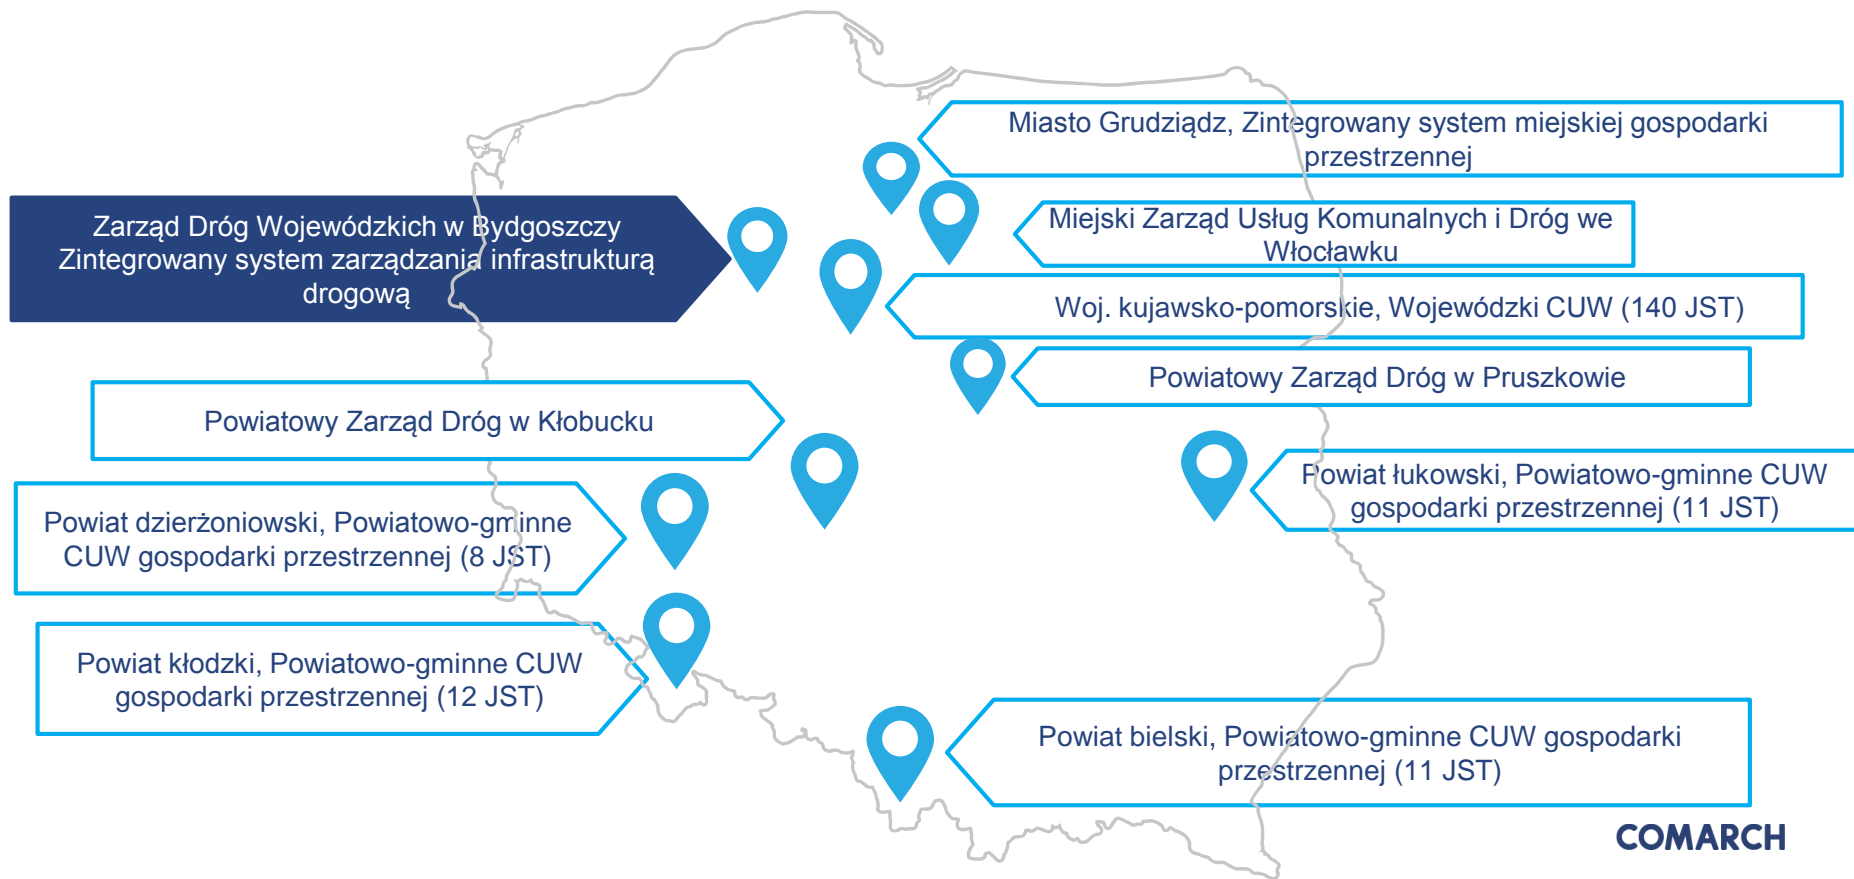 Miasto Grudziądz, Zintegrowany system miejskiej gospodarki
przestrzennej
Zarząd Dróg Wojewódzkich w Bydgoszczy
Zintegrowany system zarządzania infrastrukturą
drogową
Miejski Zarząd Usług Komunalnych i Dróg we
Włocławku
Woj. kujawsko-pomorskie, Wojewódzki CUW (140 JST)
Powiatowy Zarząd Dróg w Pruszkowie
Powiatowy Zarząd Dróg w Kłobucku
Powiat łukowski, Powiatowo-gminne CUW
gospodarki przestrzennej (11 JST)
Powiat dzierżoniowski, Powiatowo-gminne
CUW gospodarki przestrzennej (8 JST)
Powiat kłodzki, Powiatowo-gminne CUW
gospodarki przestrzennej (12 JST)
Powiat bielski, Powiatowo-gminne CUW gospodarki
przestrzennej (11 JST)
COMARCH